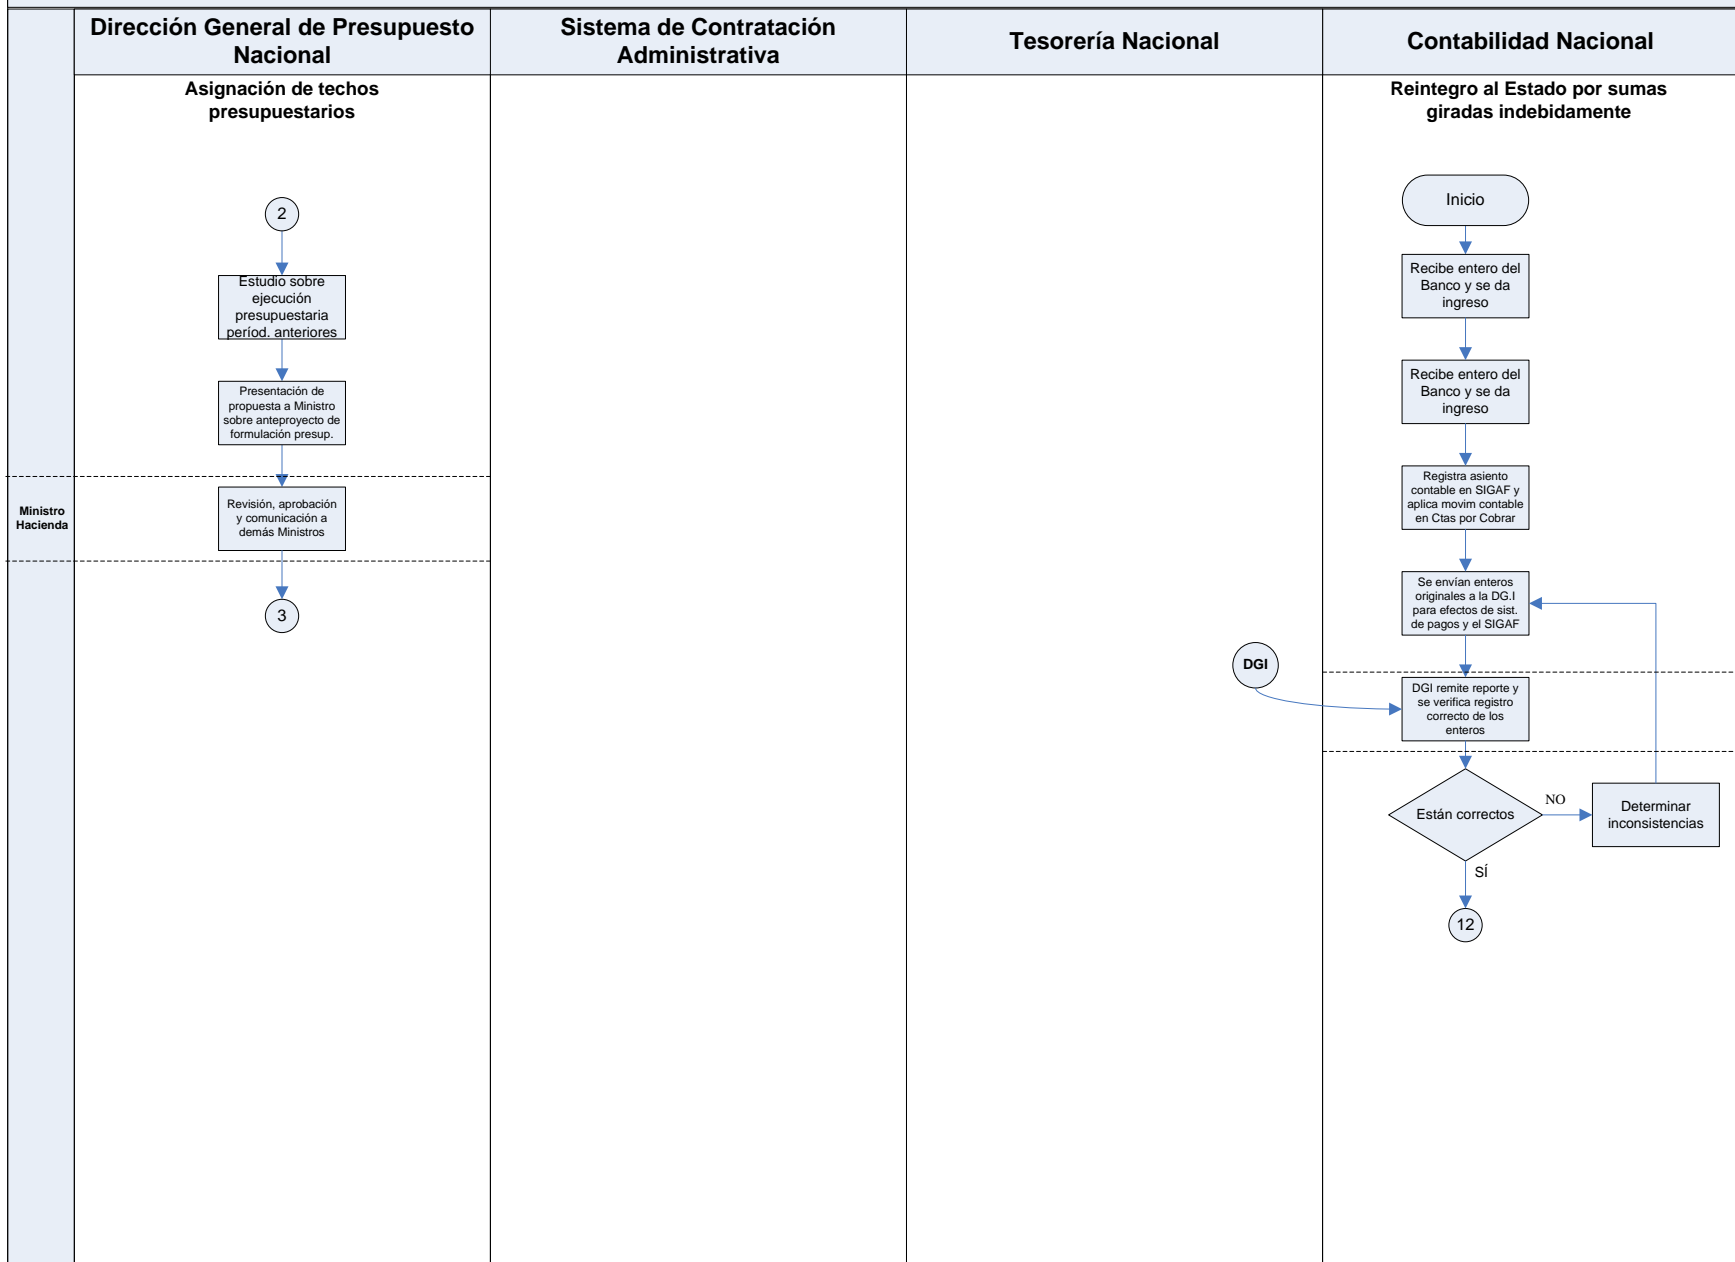 Dirección General de Presupuesto
Nacional
Sistema de Contratación
Administrativa
Tesorería Nacional
Contabilidad Nacional
Asignación de techos
presupuestarios
2
Estudio sobre
ejecución
presupuestaria
períod. anteriores
Presentación de
propuesta a Ministro
sobre anteproyecto de
formulación presup.
Ministro
Hacienda
Revisión, aprobación
y comunicación a
demás Ministros
3
Reintegro al Estado por sumas
giradas indebidamente
Inicio
Recibe entero del
Banco y se da
ingreso
Recibe entero del
Banco y se da
ingreso
Registra asiento
contable en SIGAF y
aplica movim contable
en Ctas por Cobrar
Se envían enteros
originales a la DG.I
para efectos de sist.
de pagos y el SIGAF
DGI
DGI remite reporte y
se verifica registro
correcto de los
enteros
Están correctos
NO
Determinar
inconsistencias
SÍ
12